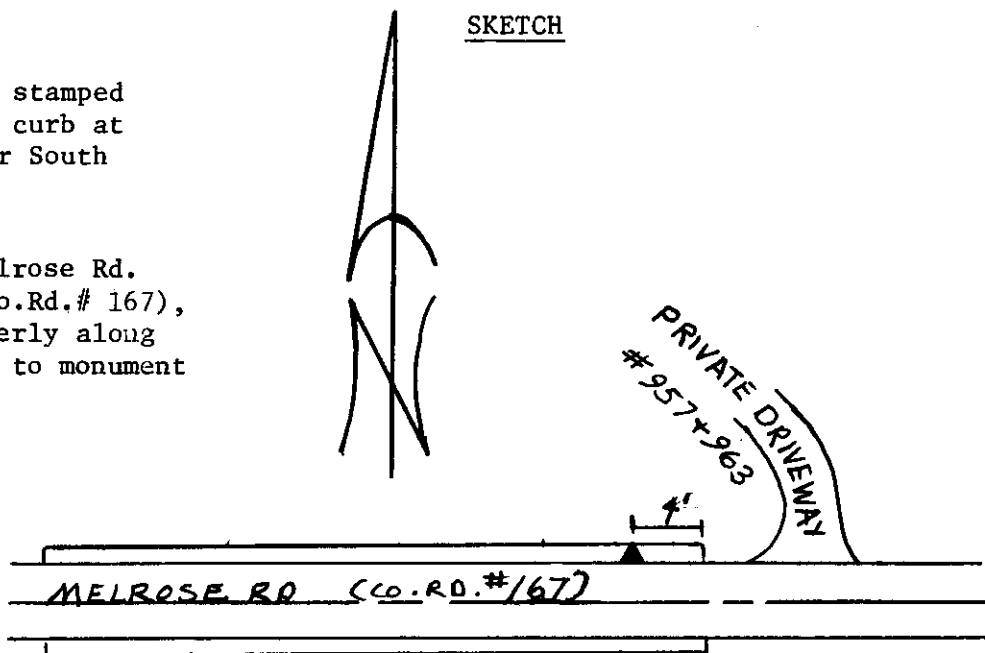 SKETCH
stamped
curb at
r South
lrose Rd.
o.Rd.# 167),
erly along
to monument
PRIVATE DRIVEWAY
#957+963
4'
MELROSE RD (CO.RD.#167)